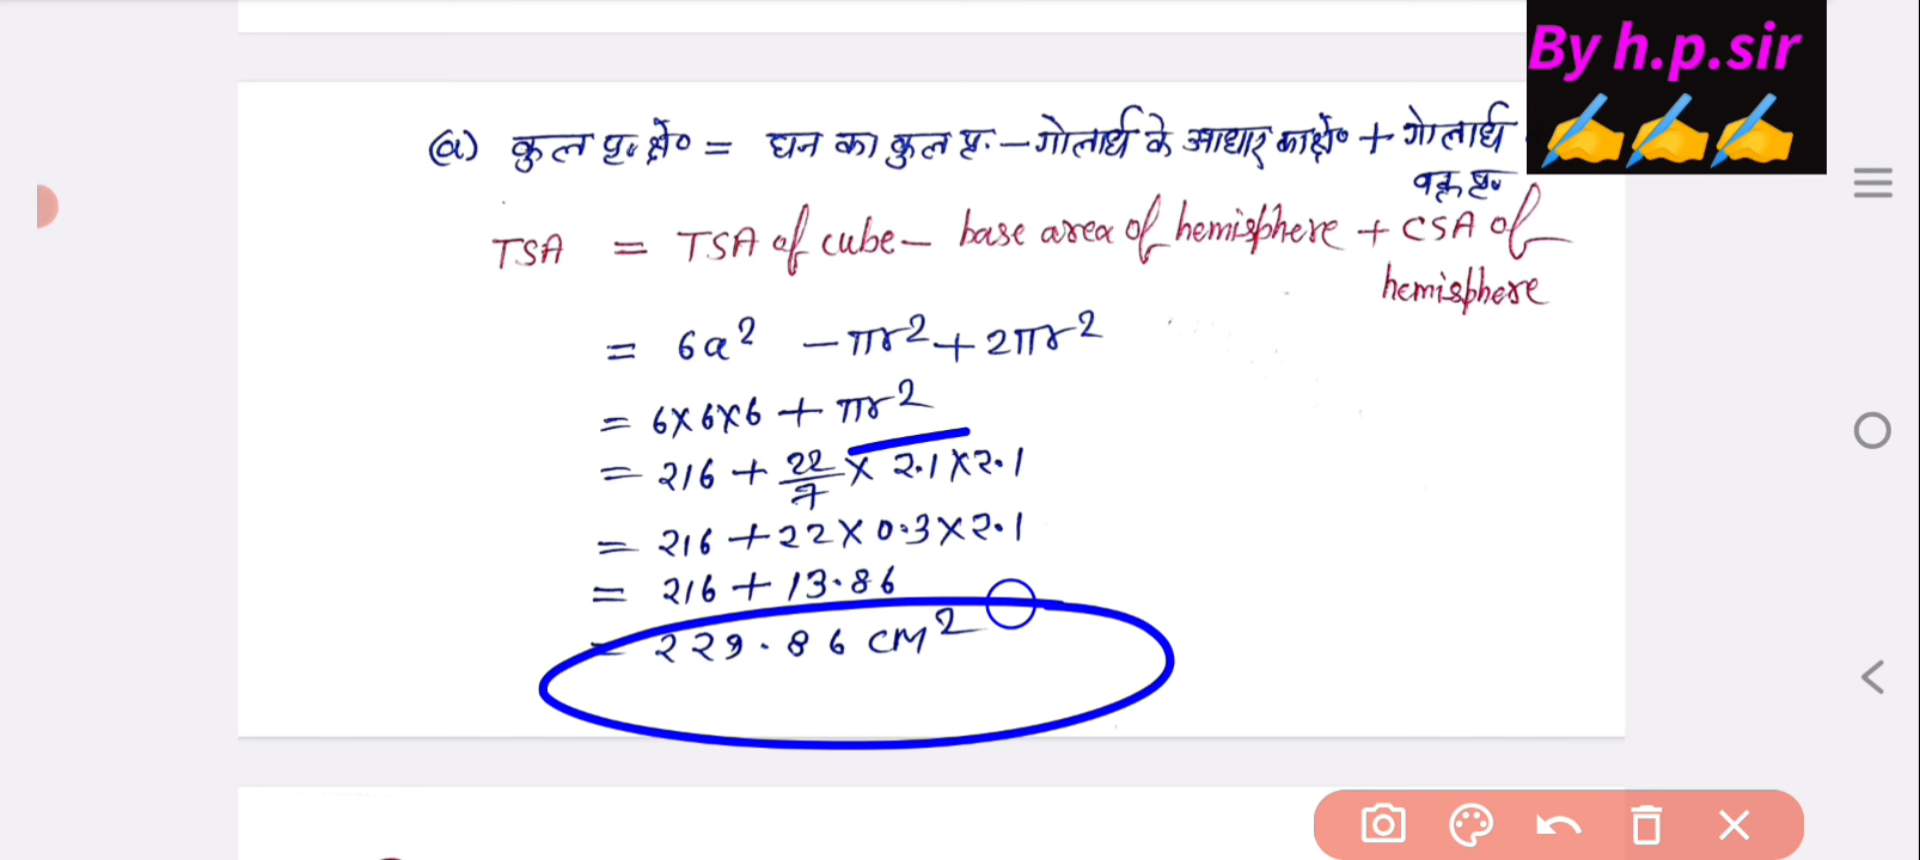 By h.p.sir
(a) कुल पृ. क्षे० = घन का कुल पृ. - गोलार्ध के आधार का क्षे० + गोलार्ध
वक्र पृ०
TSA = TSA of cube - base area of hemisphere + CSA of
hemisphere
= 6a² - πr² + 2πr²
= 6×6×6 + πr²
= 216 + 22/7 × 2.1×2.1
= 216 + 22 × 0.3 × 2.1
= 216 + 13.86
= 229.86 cm²